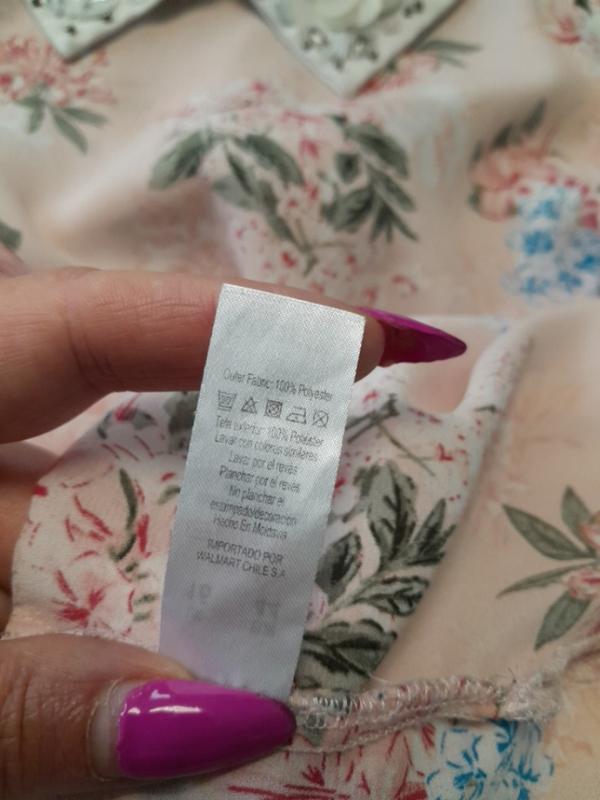 Outer Fabric: 100% Polyester
Tela exterior: 100% Poliéster
Lavar con colores similares
Lavar por el revés
Planchar por el revés
No planchar el
estampado/decoración
Hecho En Moldavia
IMPORTADO POR
WALMART CHILE S.A